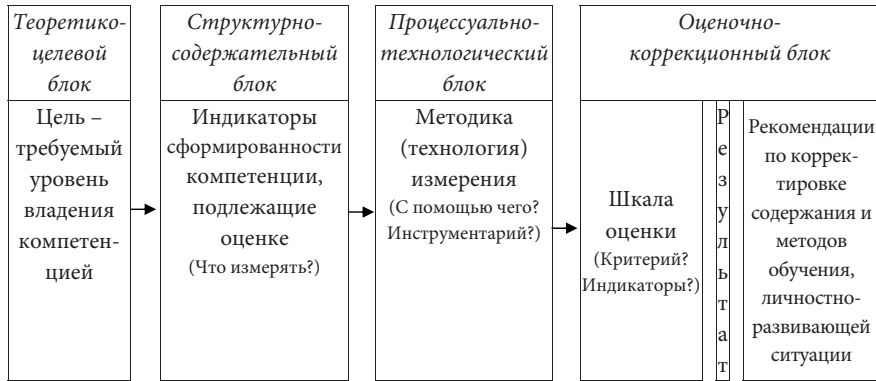 Теоретико-
целевой
блок
Цель –
требуемый
уровень
владения
компетен-
цией
Структурно-
содержательный
блок
Индикаторы
сформированности
компетенции,
подлежащие
оценке
(Что измерять?)
Процессуально-
технологический
блок
Методика
(технология)
измерения
(С помощью чего?
Инструментарий?)
Оценочно-
коррекционный блок
Шкала
оценки
(Критерий?
Индикаторы?)
Р
е
з
у
л
ь
т
а
т
Рекомендации
по коррек-
тировке
содержания и
методов
обучения,
личностно-
развивающей
ситуации